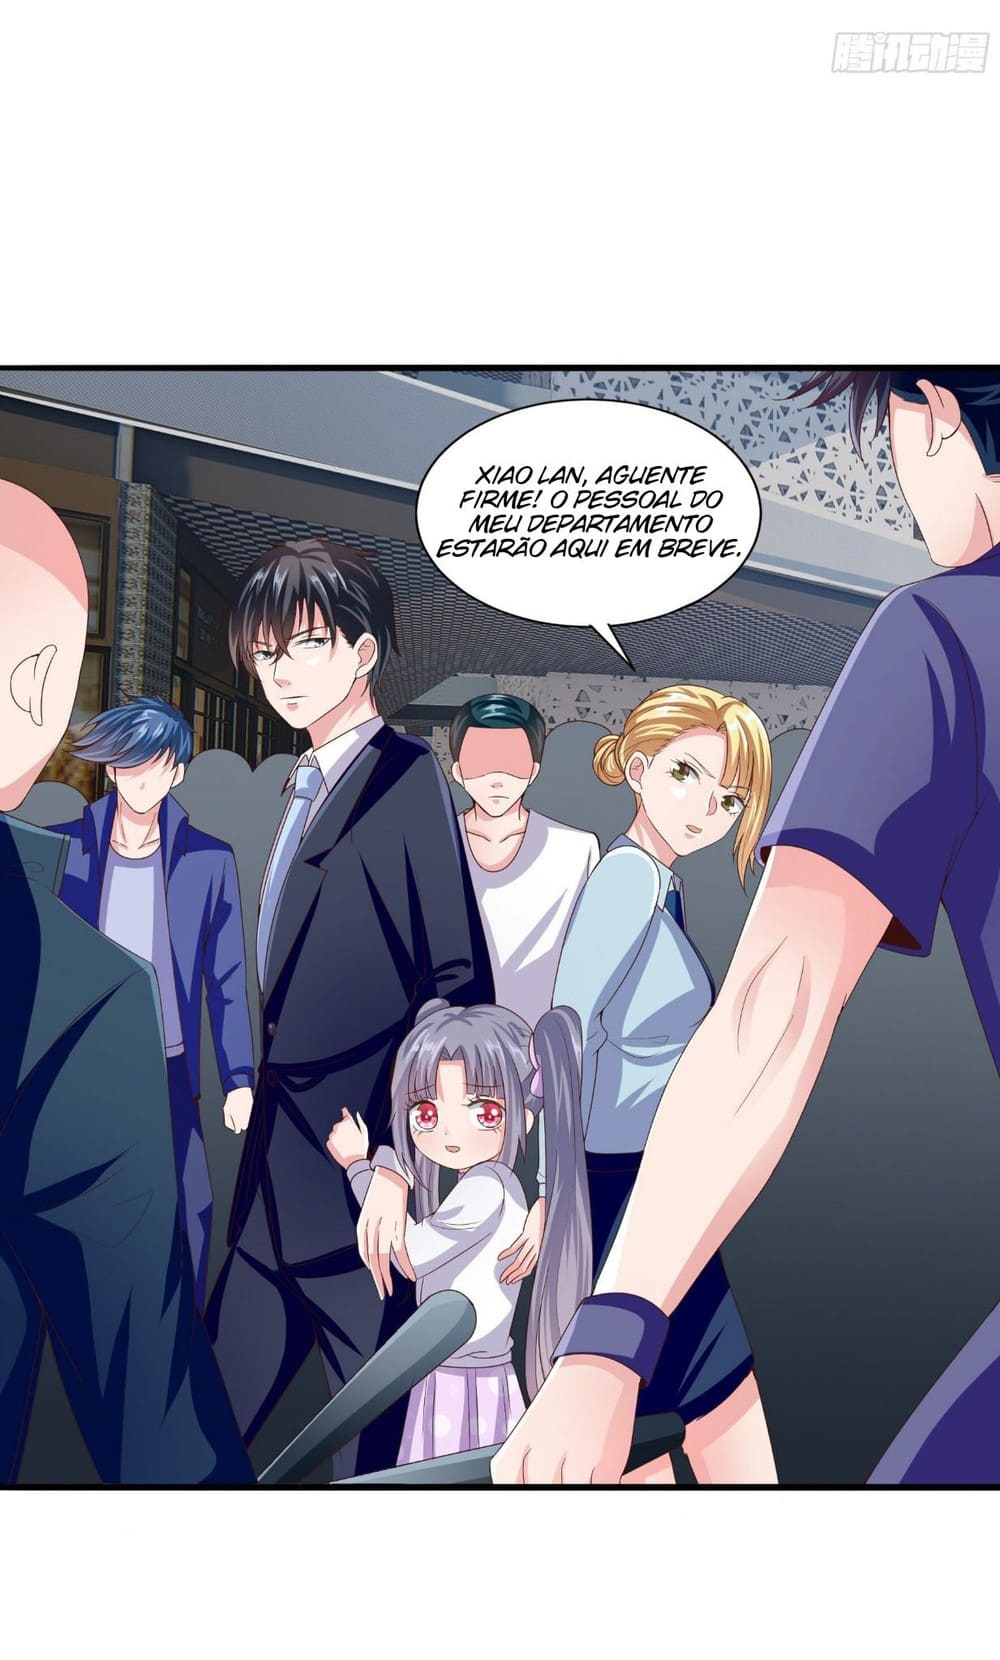 腾讯动漫
XIAO LAN, AGUENTE
FIRME! O PESSOAL DO
MEU DEPARTAMENTO
ESTARÃO AQUI EM BREVE.